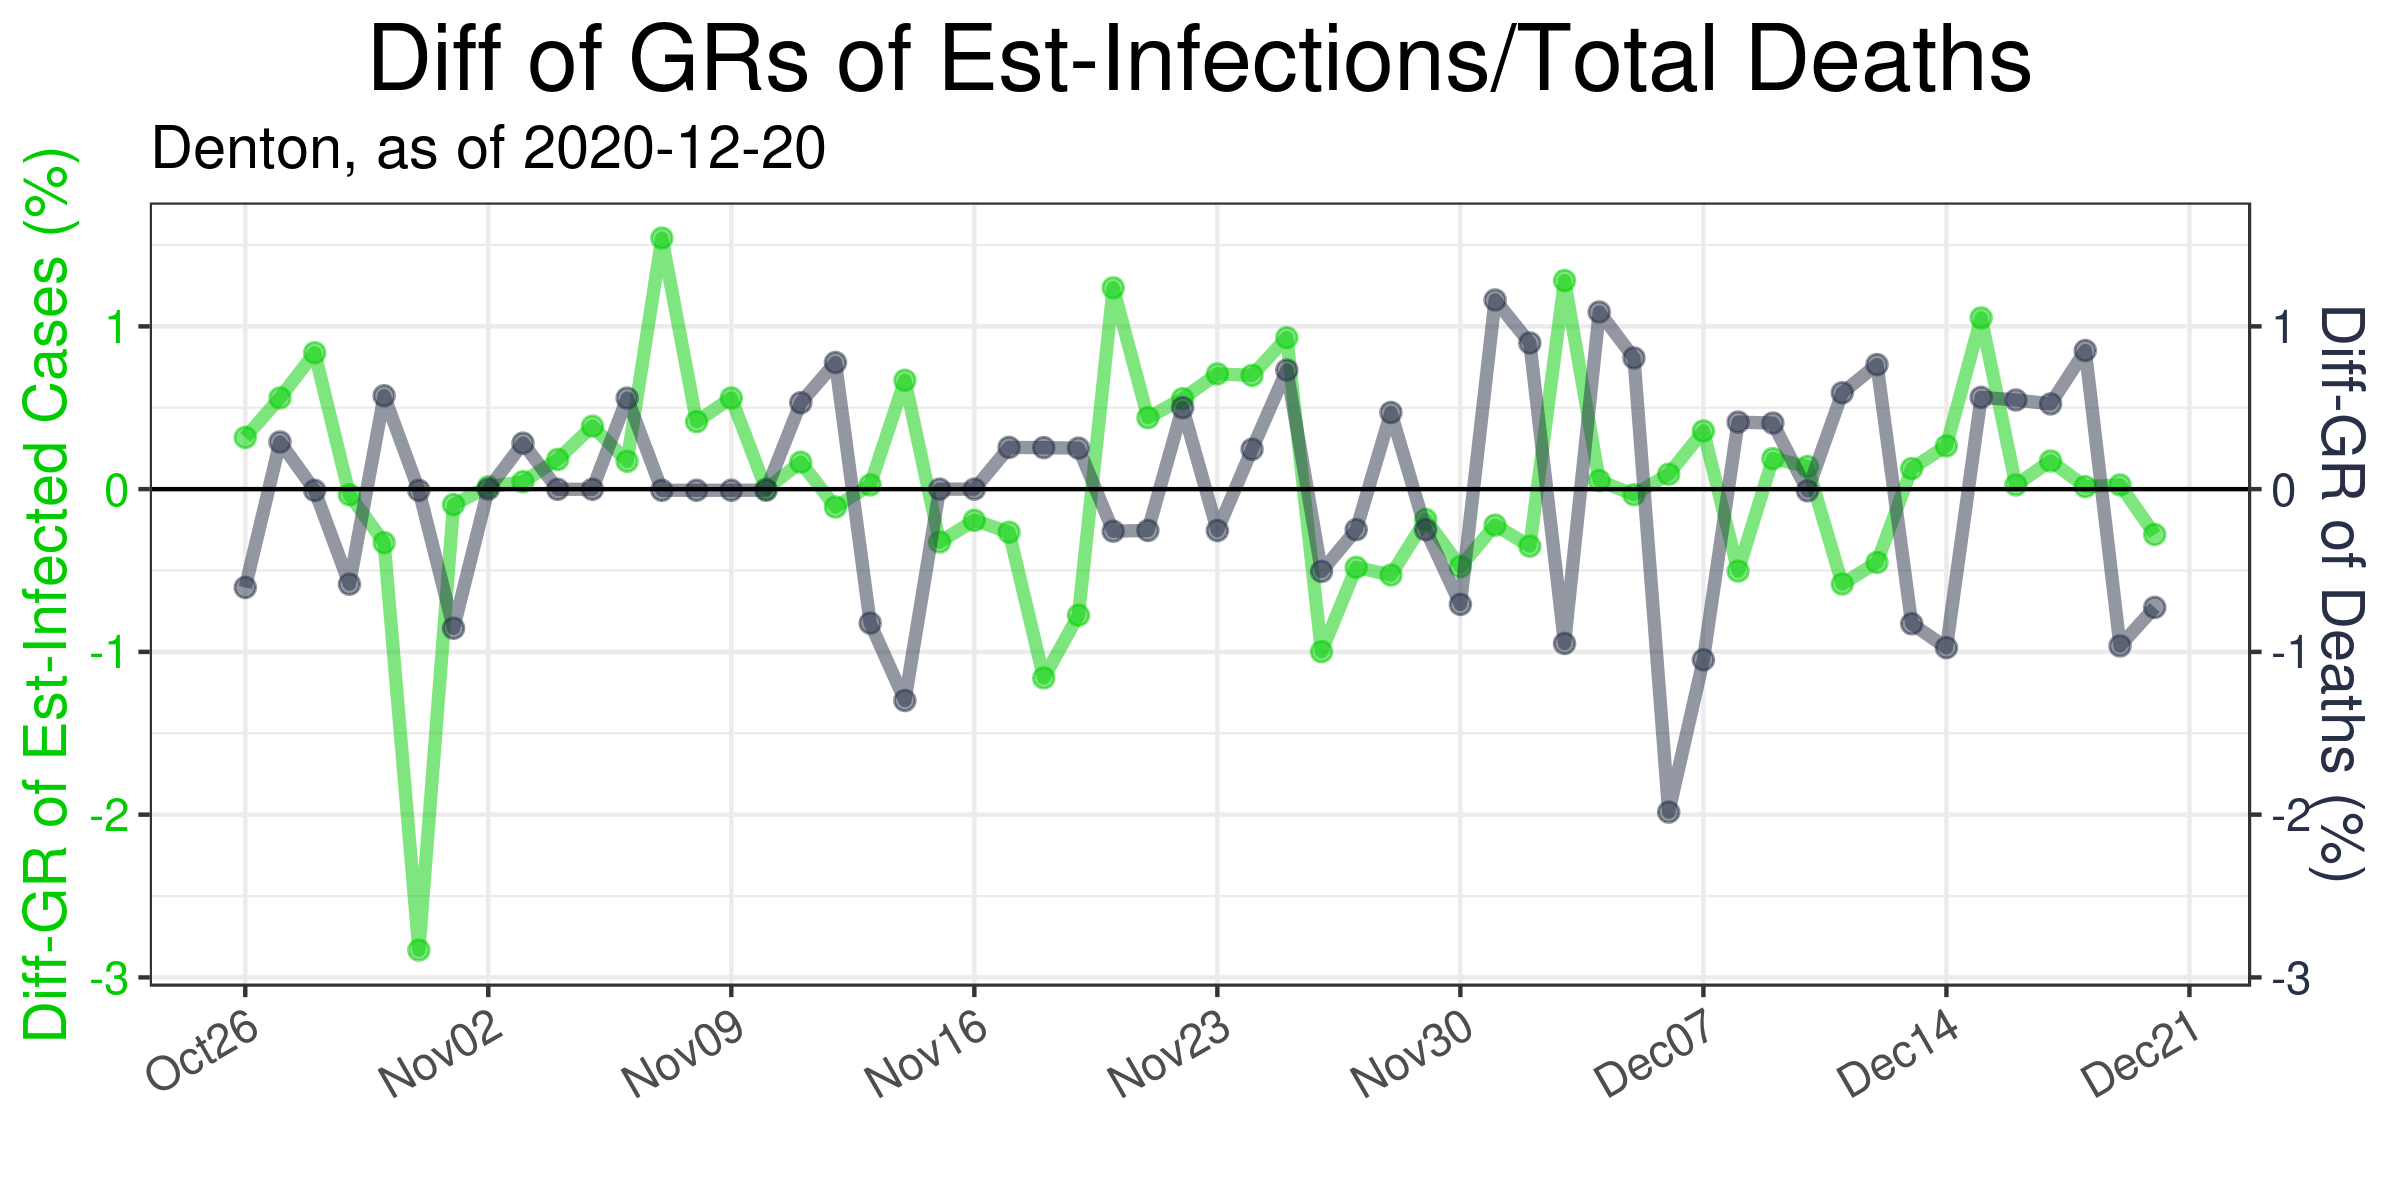 Diff of GRs of Est-Infections/Total Deaths
Denton, as of 2020-12-20
Diff-GR of Est-Infected Cases (%)
1
0
-1
-2
-3
1
0
-1
-2
-3
Diff-GR of Deaths (%)
Oct26
Nov02
Nov09
Nov16
Nov23
Nov30
Dec07
Dec14
Dec21